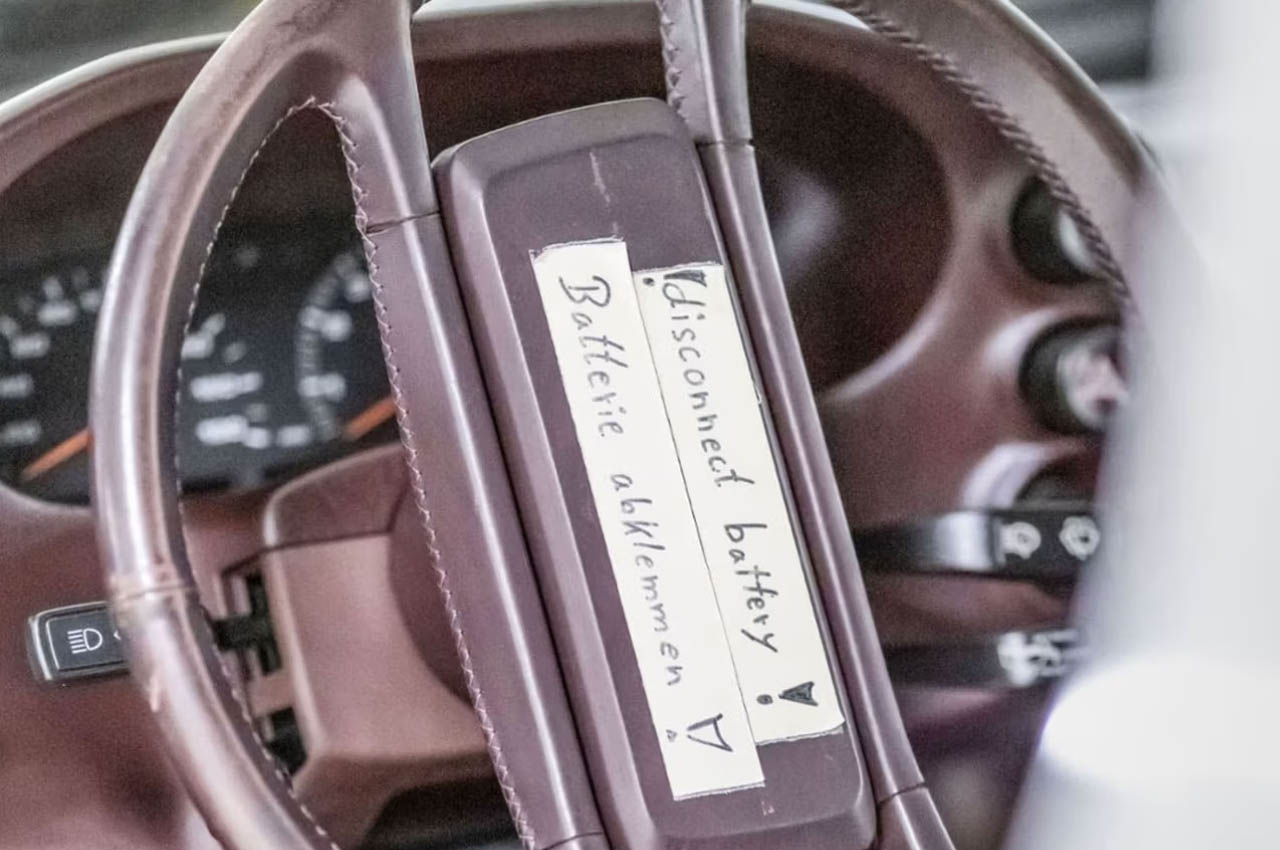 ! disconnect battery !
Batterie abklemmen !